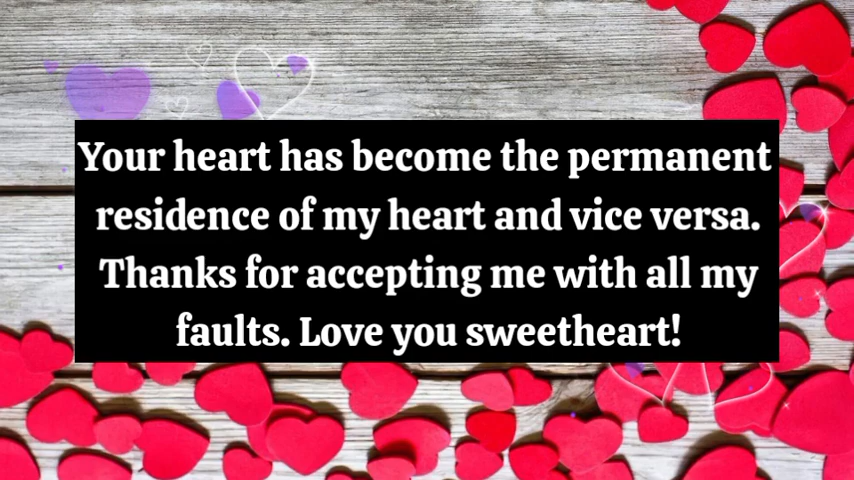 Your heart has become the permanent
residence of my heart and vice versa.
Thanks for accepting me with all my
faults. Love you sweetheart!